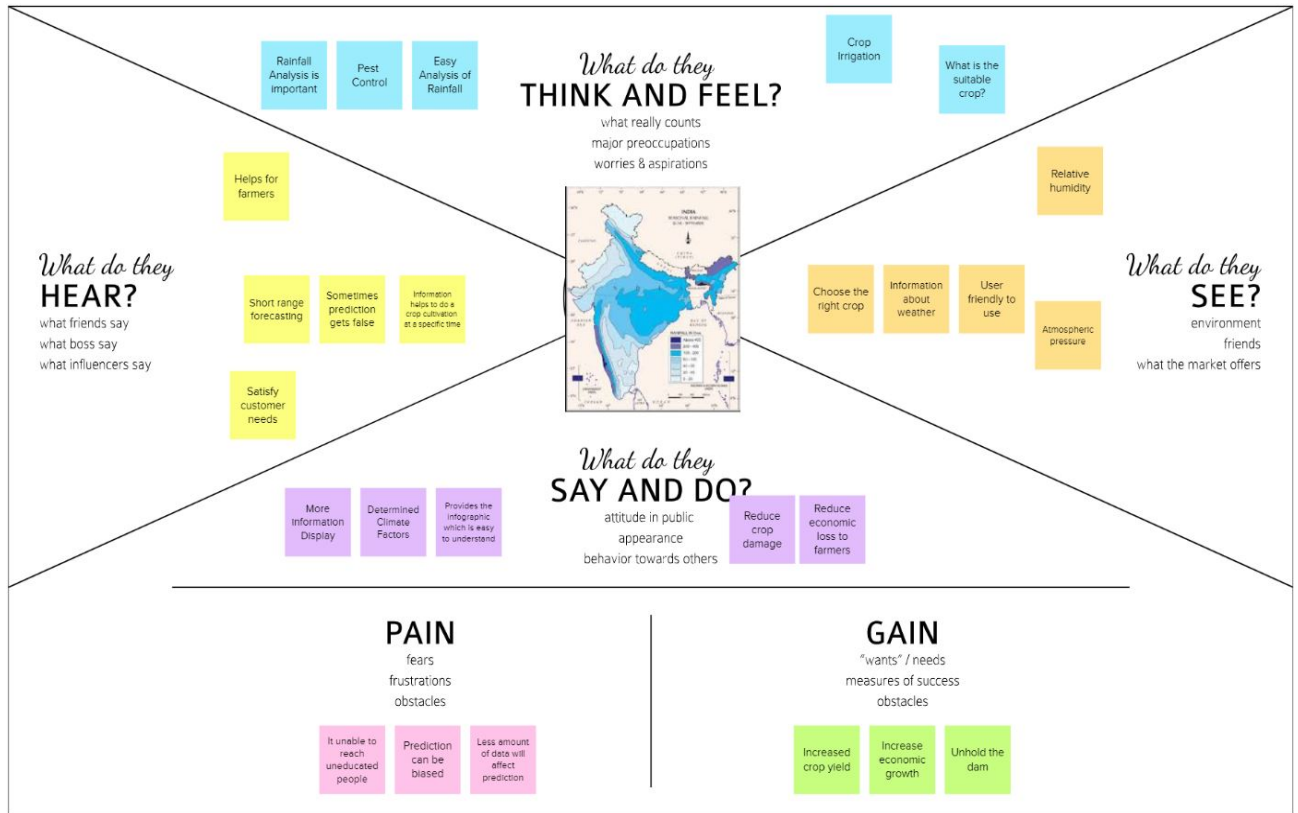 What do they
THINK AND FEEL?
what really counts
major preoccupations
worries & aspirations
Rainfall
Analysis is
important
Pest
Control
Easy
Analysis of
Rainfall
Crop
Irrigation
What is the
suitable
crop?
What do they
HEAR?
what friends say
what boss say
what influencers say
Helps for
farmers
Short range
forecasting
Sometimes
prediction
gets false
Information
helps to do a
crop cultivation
at a specific time
Satisfy
customer
needs
INDIA
What do they
SEE?
environment
friends
what the market offers
Relative
humidity
Choose the
right crop
Information
about
weather
User
friendly to
use
Atmospheric
pressure
What do they
SAY AND DO?
attitude in public
appearance
behavior towards others
More
Information
Display
Determined
Climate
Factors
Provides the
infographic
which is easy
to understand
Reduce
crop
damage
Reduce
economic
loss to
farmers
PAIN
fears
frustrations
obstacles
It unable to
reach
uneducated
people
Prediction
can be
biased
Less amount
of data will
affect
prediction
GAIN
"wants" / needs
measures of success
obstacles
Increased
crop yield
Increase
economic
growth
Unhold the
dam